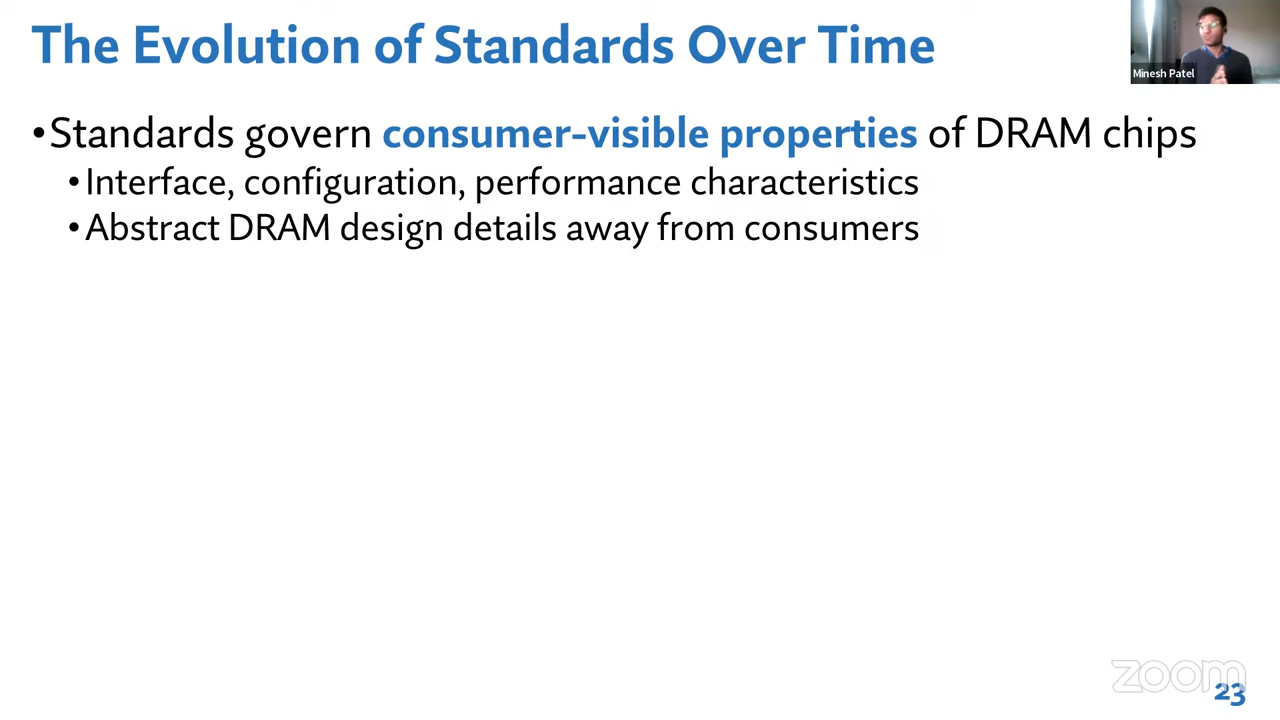 The Evolution of Standards Over Time
Minesh Patel
•Standards govern consumer-visible properties of DRAM chips
•Interface, configuration, performance characteristics
•Abstract DRAM design details away from consumers
zoom
23